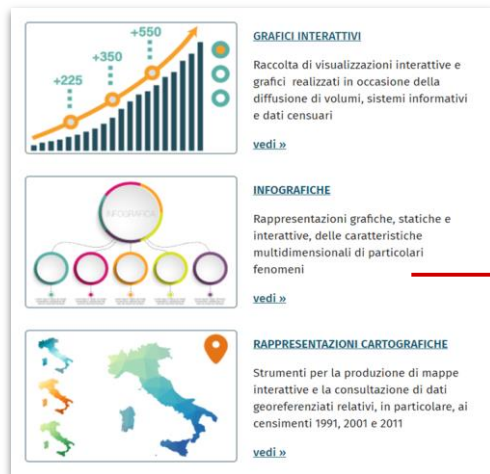 +550
+350
+225
GRAFICI INTERATTIVI
Raccolta di visualizzazioni interattive e
grafici realizzati in occasione della
diffusione di volumi, sistemi informativi
e dati censuari
vedi »
INFOGRAFICA
INFOGRAFICHE
Rappresentazioni grafiche, statiche e
interattive, delle caratteristiche
multidimensionali di particolari
fenomeni
vedi »
RAPPRESENTAZIONI CARTOGRAFICHE
Strumenti per la produzione di mappe
interattive e la consultazione di dati
georeferenziati relativi, in particolare, ai
censimenti 1991, 2001 e 2011
vedi »